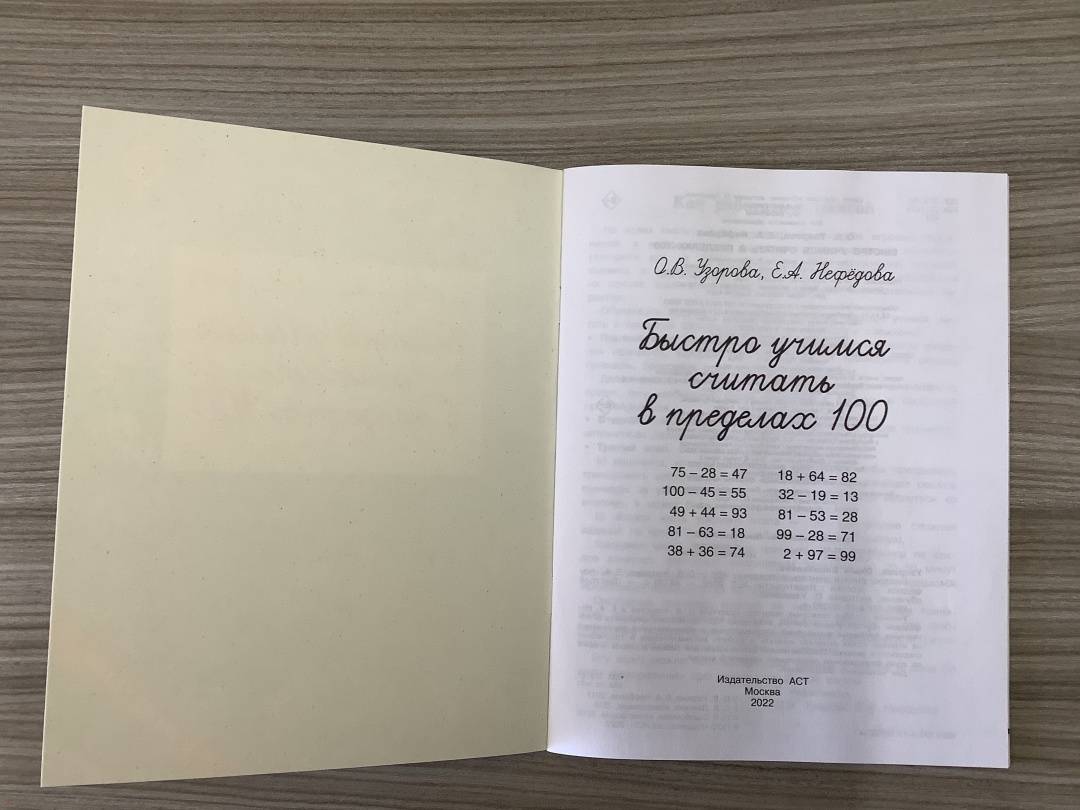 О.В. Узорова, Е.А. Нефёдова
Быстро учимся
считать
в пределах 100
75 – 28 = 47
100 – 45 = 55
49 + 44 = 93
81 – 63 = 18
38 + 36 = 74
18 + 64 = 82
32 – 19 = 13
81 – 53 = 28
99 – 28 = 71
2 + 97 = 99
Издательство АСТ
Москва
2022